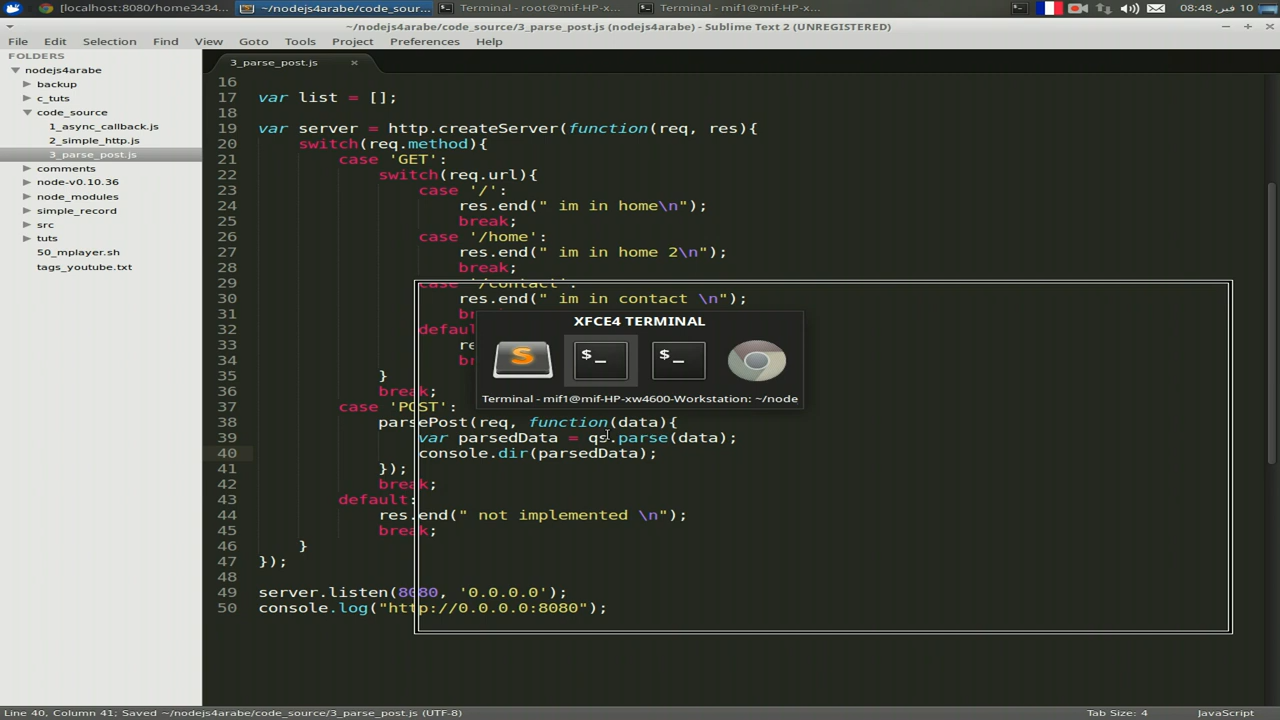 [localhost:8080/home3434...
~/nodejs4arabe/code_sour...
Terminal - root@mif-HP-x...
Terminal - mif1@mif-HP-x...
08:48 ,فبر 10
~/nodejs4arabe/code_source/3_parse_post.js (nodejs4arabe) - Sublime Text 2 (UNREGISTERED)
File Edit Selection Find View Goto Tools Project Preferences Help
FOLDERS
nodejs4arabe
backup
c_tuts
code_source
1_async_callback.js
2_simple_http.js
3_parse_post.js
comments
node-v0.10.36
node_modules
simple_record
src
tuts
50_mplayer.sh
tags_youtube.txt
3_parse_post.js
16
17 var list = [];
18
19 var server = http.createServer(function(req, res){
20 switch(req.method){
21 case 'GET':
22 switch(req.url){
23 case '/':
24 res.end(" im in home\n");
25 break;
26 case '/home':
27 res.end(" im in home 2\n");
28 break;
29 case '/contact':
30 res.end(" im in contact \n");
31 br
32 defau
33 re
34 br
35 }
36 break;
37 case 'POST':
38 parsePost(req, function(data){
39 var parsedData = qs.parse(data);
40 console.dir(parsedData);
41 });
42 break;
43 default:
44 res.end(" not implemented \n");
45 break;
46 }
47 });
48
49 server.listen(8080, '0.0.0.0');
50 console.log("http://0.0.0.0:8080");
XFCE4 TERMINAL
Terminal - mif1@mif-HP-xw4600-Workstation: ~/node
Line 40, Column 41; Saved ~/nodejs4arabe/code_source/3_parse_post.js (UTF-8)
Tab Size: 4
JavaScript